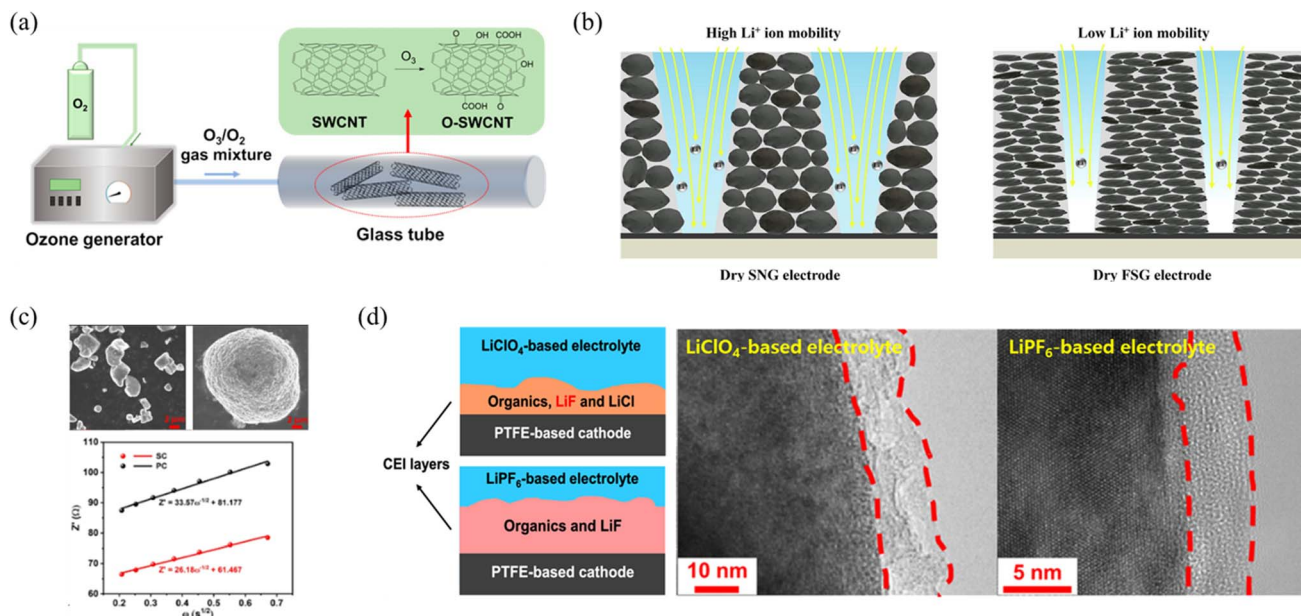 (a)
O₂
O₃/O₂
gas mixture
Ozone generator
Glass tube
O
OH
COOH
O₃
OH
COOH
O
SWCNT
O-SWCNT
(b)
High Li⁺ ion mobility
Low Li⁺ ion mobility
Dry SNG electrode
Dry FSG electrode
(c)
110
100
90
80
70
60
Z' (Ω)
SC
PC
Z' = 33.57ω⁻¹/² + 81.177
Z' = 26.18ω⁻¹/² + 61.467
0.2 0.3 0.4 0.5 0.6 0.7
(d)
CEI layers
LiClO₄-based electrolyte
Organics, LiF and LiCl
PTFE-based cathode
LiPF₆-based electrolyte
Organics and LiF
PTFE-based cathode
LiClO₄-based electrolyte
10 nm
LiPF₆-based electrolyte
5 nm